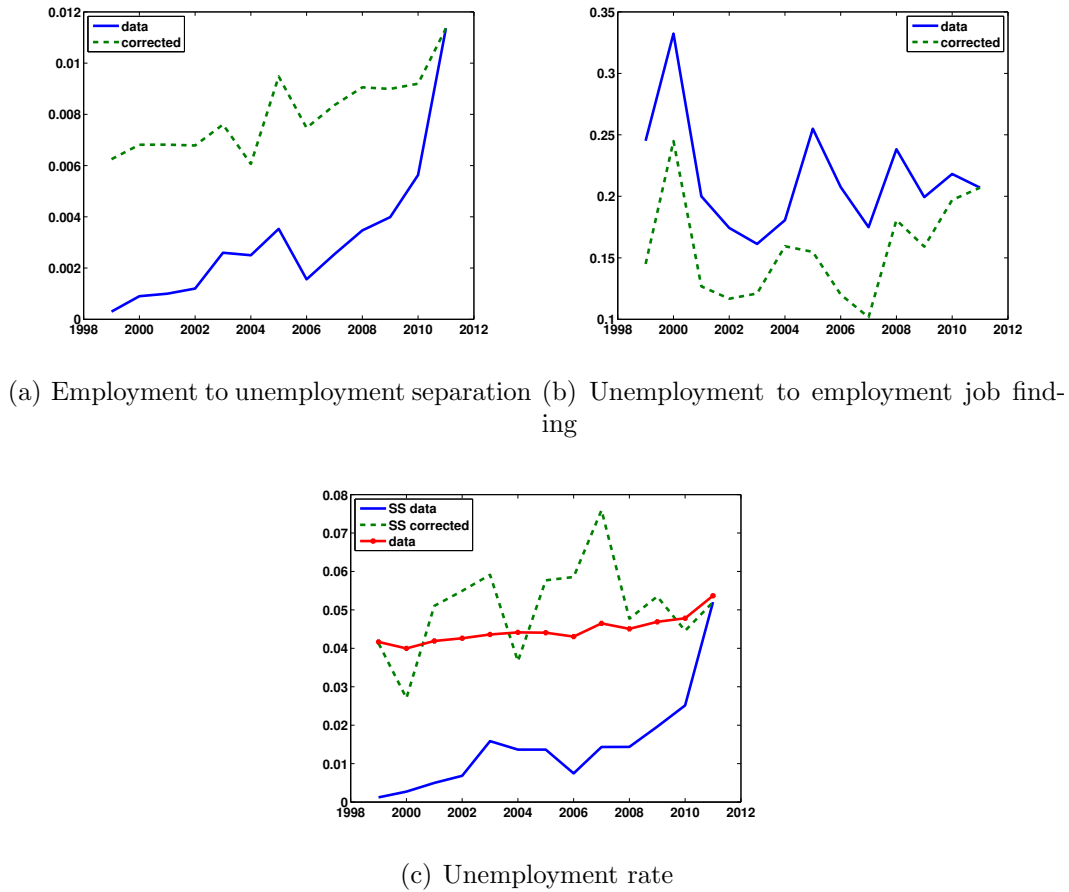 0.012
0.01
0.008
0.006
0.004
0.002
0
1998 2000 2002 2004 2006 2008 2010 2012
data
corrected
0.35
0.3
0.25
0.2
0.15
0.1
1998 2000 2002 2004 2006 2008 2010 2012
data
corrected
(a) Employment to unemployment separation
(b) Unemployment to employment job find-
ing
0.08
0.07
0.06
0.05
0.04
0.03
0.02
0.01
0
1998 2000 2002 2004 2006 2008 2010 2012
SS data
SS corrected
data
(c) Unemployment rate